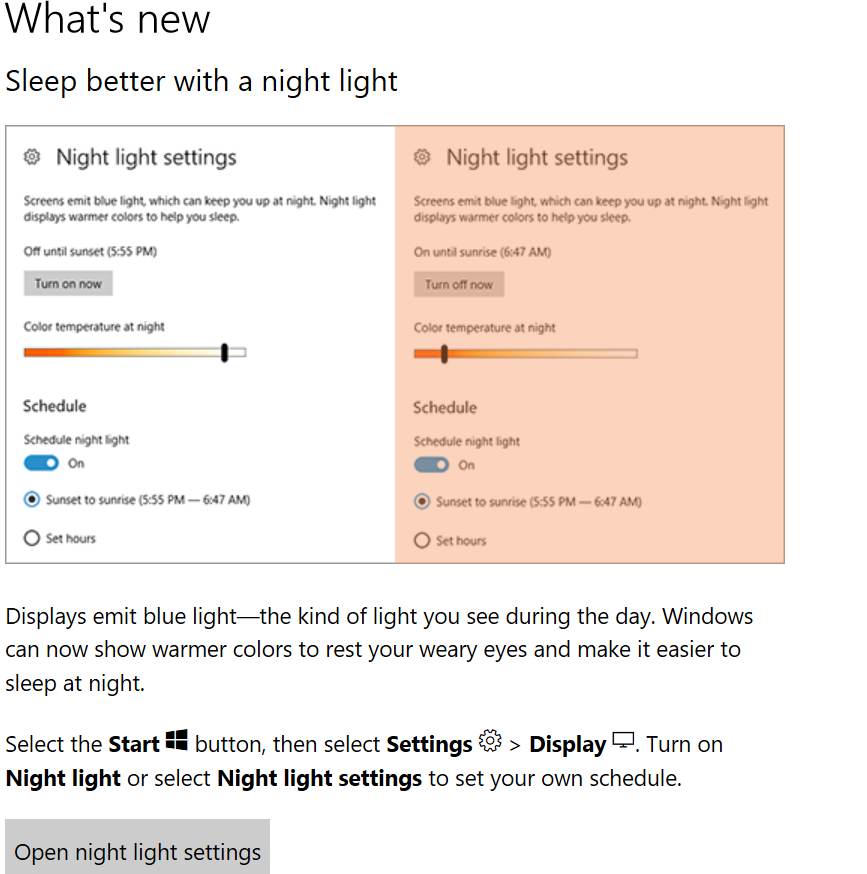 What's new
Sleep better with a night light
Night light settings
Screens emit blue light, which can keep you up at night. Night light
displays warmer colors to help you sleep.
Off until sunset (5:55 PM)
Turn on now
Color temperature at night
Schedule
Schedule night light
On
Sunset to sunrise (5:55 PM — 6:47 AM)
Set hours
Night light settings
Screens emit blue light, which can keep you up at night. Night light
displays warmer colors to help you sleep.
On until sunrise (6:47 AM)
Turn off now
Color temperature at night
Schedule
Schedule night light
On
Sunset to sunrise (5:55 PM — 6:47 AM)
Set hours
Displays emit blue light—the kind of light you see during the day. Windows
can now show warmer colors to rest your weary eyes and make it easier to
sleep at night.
Select the Start button, then select Settings > Display . Turn on
Night light or select Night light settings to set your own schedule.
Open night light settings